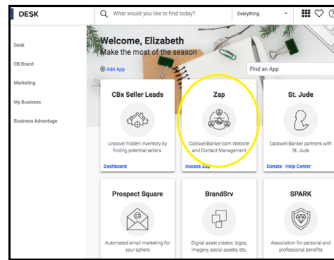 DESK
What would you like to find today?
Everything
Desk
CB Brand
Marketing
My Business
Business Advantage
Welcome, Elizabeth
Make the most of the season
Add App
Find an App
CBx Seller Leads
Uncover hidden inventory by
finding potential sellers
Dashboard
Zap
ColdwellBanker.com Website
and Contact Management
Access Zap
St. Jude
Coldwell Banker partners with
St. Jude
Donate Help Center
Prospect Square
Automated email marketing for
your sphere
BrandSrv
Digital asset creator, logos,
imagery, social assets, etc.
SPARK
Association for personal and
professional benefits